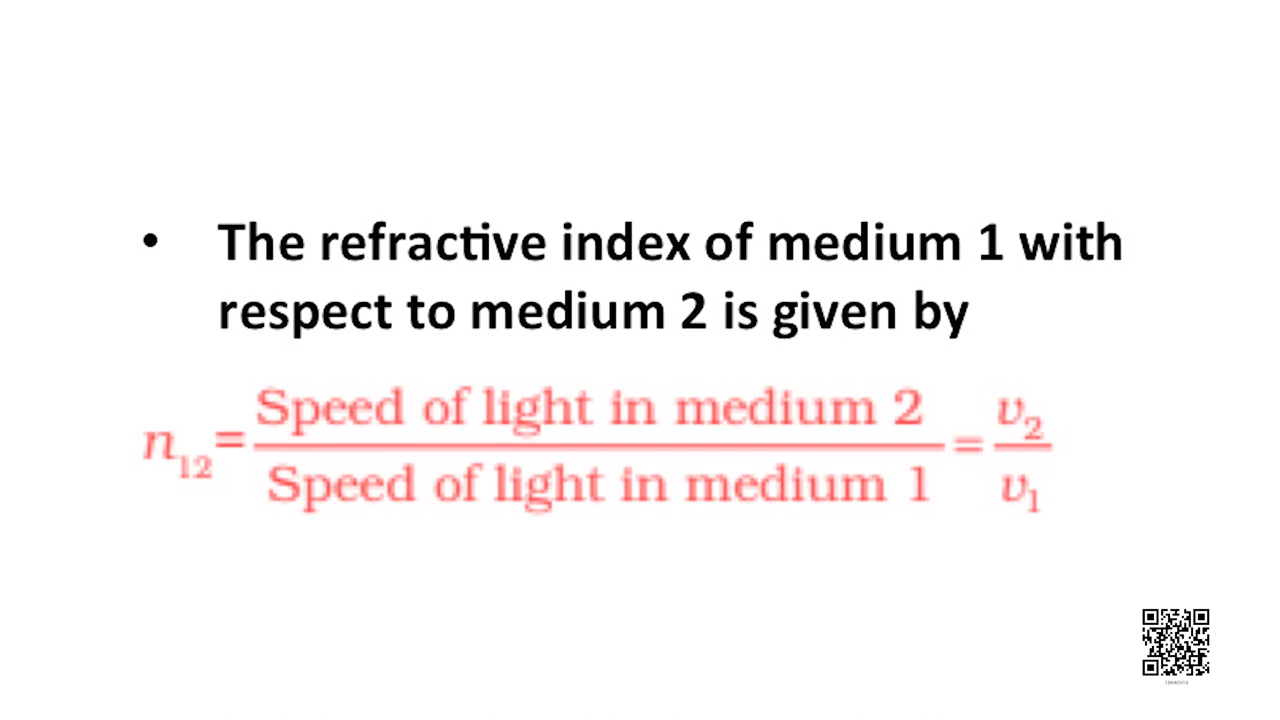 • The refractive index of medium 1 with
respect to medium 2 is given by
n₁₂ = Speed of light in medium 2 / Speed of light in medium 1 = v₂ / v₁